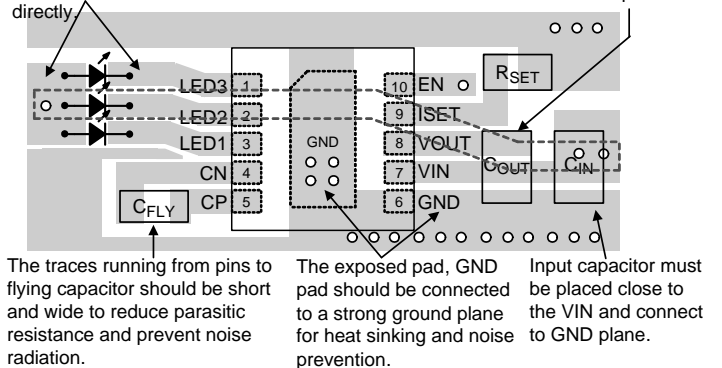 directly.
LED3 1
LED2 2
LED1 3
CN 4
CP 5
GND
10 EN
9 ISET
8 VOUT
7 VIN
6 GND
RSET
COUT
CIN
CFLY
The traces running from pins to
flying capacitor should be short
and wide to reduce parasitic
resistance and prevent noise
radiation.
The exposed pad, GND
pad should be connected
to a strong ground plane
for heat sinking and noise
prevention.
Input capacitor must
be placed close to
the VIN and connect
to GND plane.